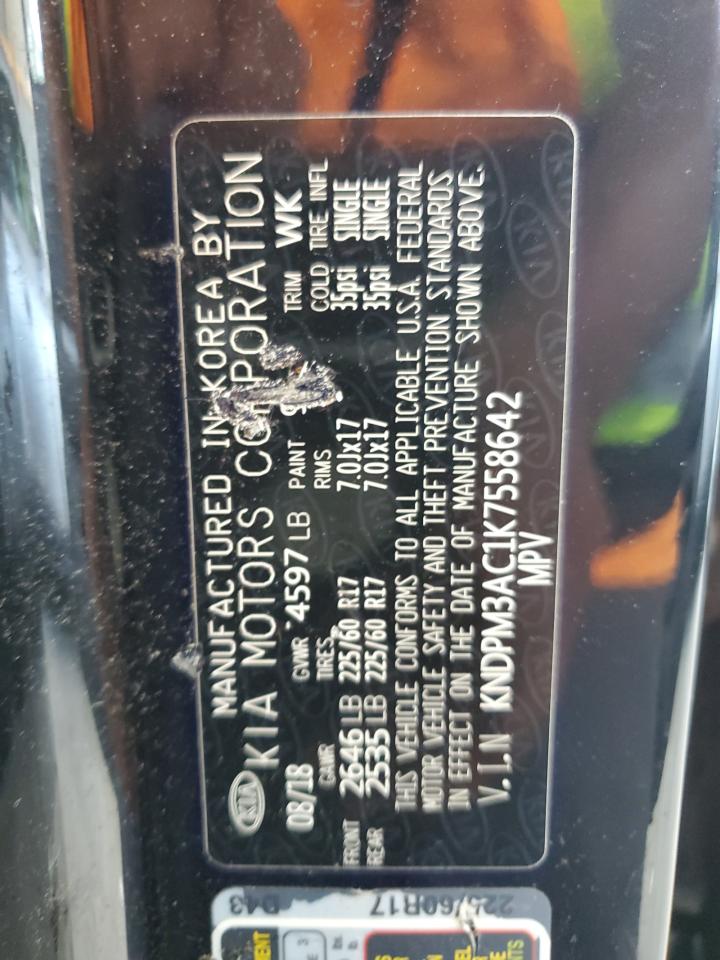 KIA MANUFACTURED IN KOREA BY
KIA MOTORS CORPORATION
08/18 GVWR 4597 LB PAINT TRIM WK
GAWR TIRES RIMS COLD TIRE INFL
FRONT 2646 LB 225/60 R17 7.0Jx17 35psi SINGLE
REAR 2535 LB 225/60 R17 7.0Jx17 35psi SINGLE
THIS VEHICLE CONFORMS TO ALL APPLICABLE U.S.A. FEDERAL
MOTOR VEHICLE SAFETY AND THEFT PREVENTION STANDARDS
IN EFFECT ON THE DATE OF MANUFACTURE SHOWN ABOVE.
V.I.N KNDPM3AC1K7558642
MPV
D43
225/60R17